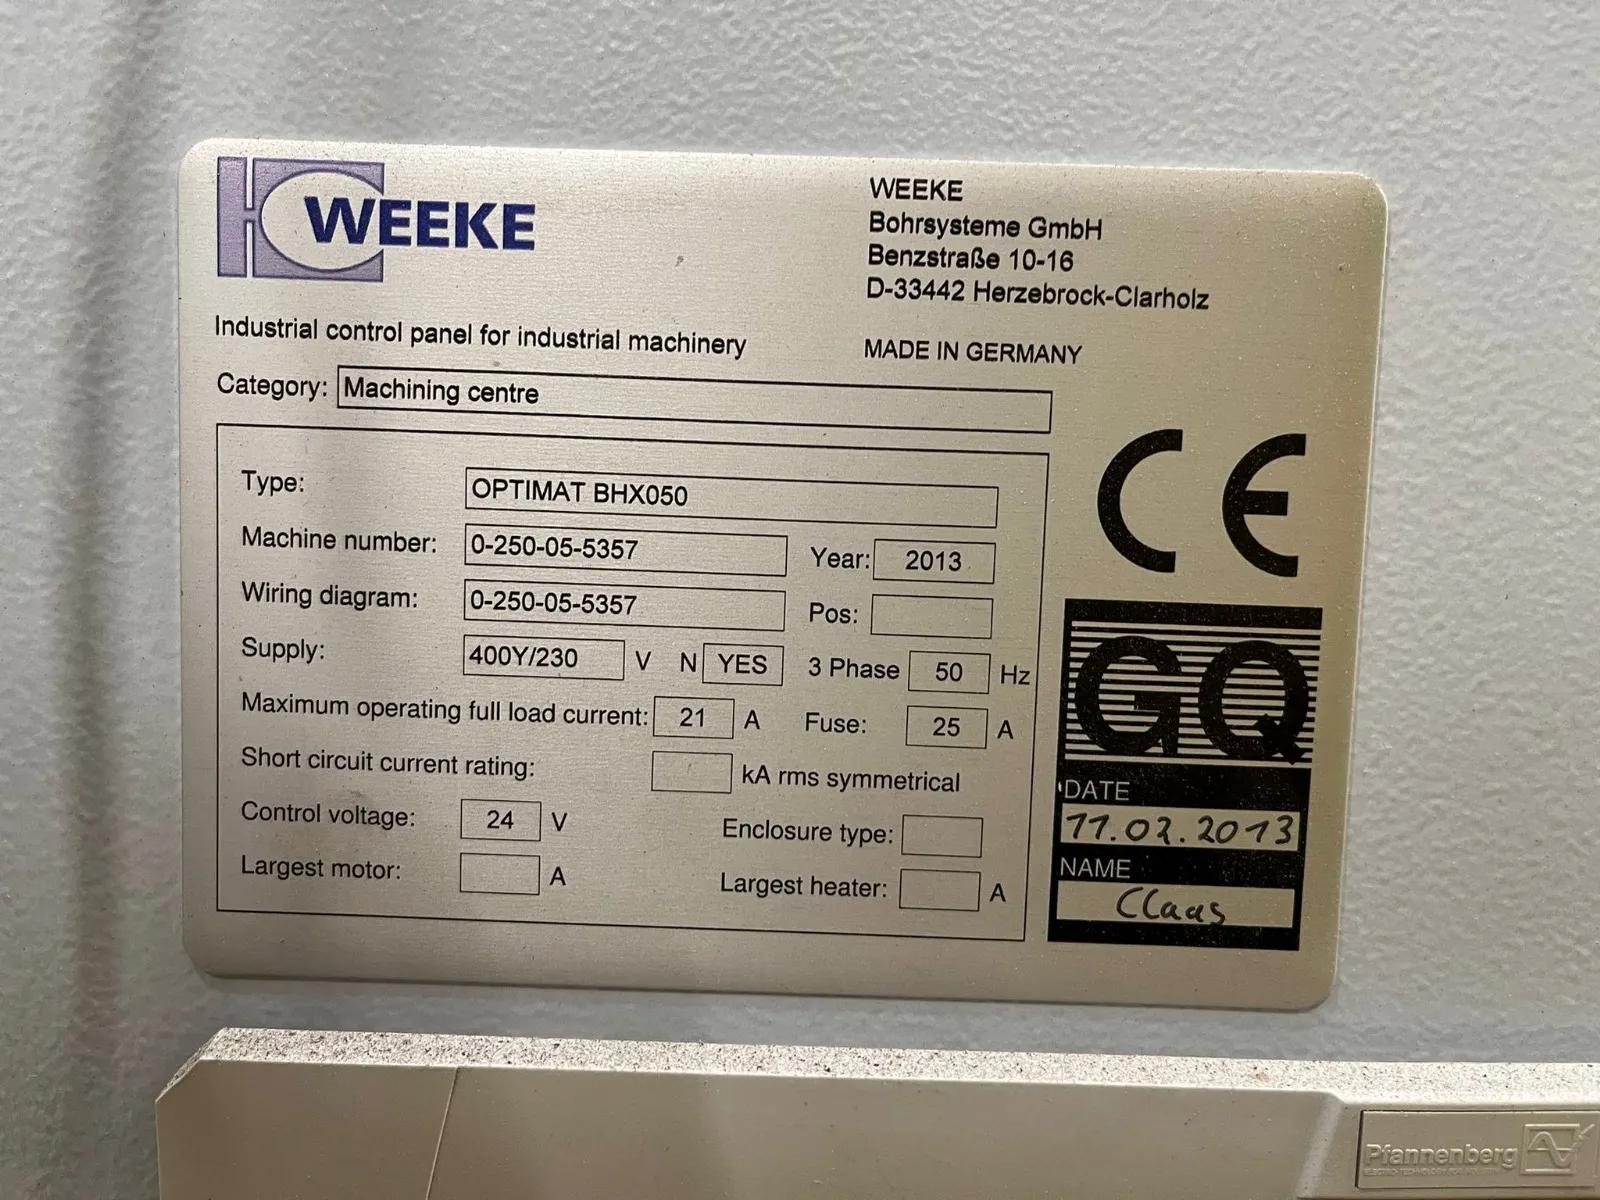 WEEKE
WEEKE
Bohrsysteme GmbH
Benzstraße 10-16
D-33442 Herzebrock-Clarholz
Industrial control panel for industrial machinery
MADE IN GERMANY
Category: Machining centre
CE
Type: OPTIMAT BHX050
Machine number: 0-250-05-5357 Year: 2013
Wiring diagram: 0-250-05-5357 Pos:
Supply: 400Y/230 V N YES 3 Phase 50 Hz
Maximum operating full load current: 21 A Fuse: 25 A
Short circuit current rating: kA rms symmetrical
Control voltage: 24 V Enclosure type:
Largest motor: A Largest heater: A
GQ
DATE
11.02.2013
NAME
Claas
Pfannenberg